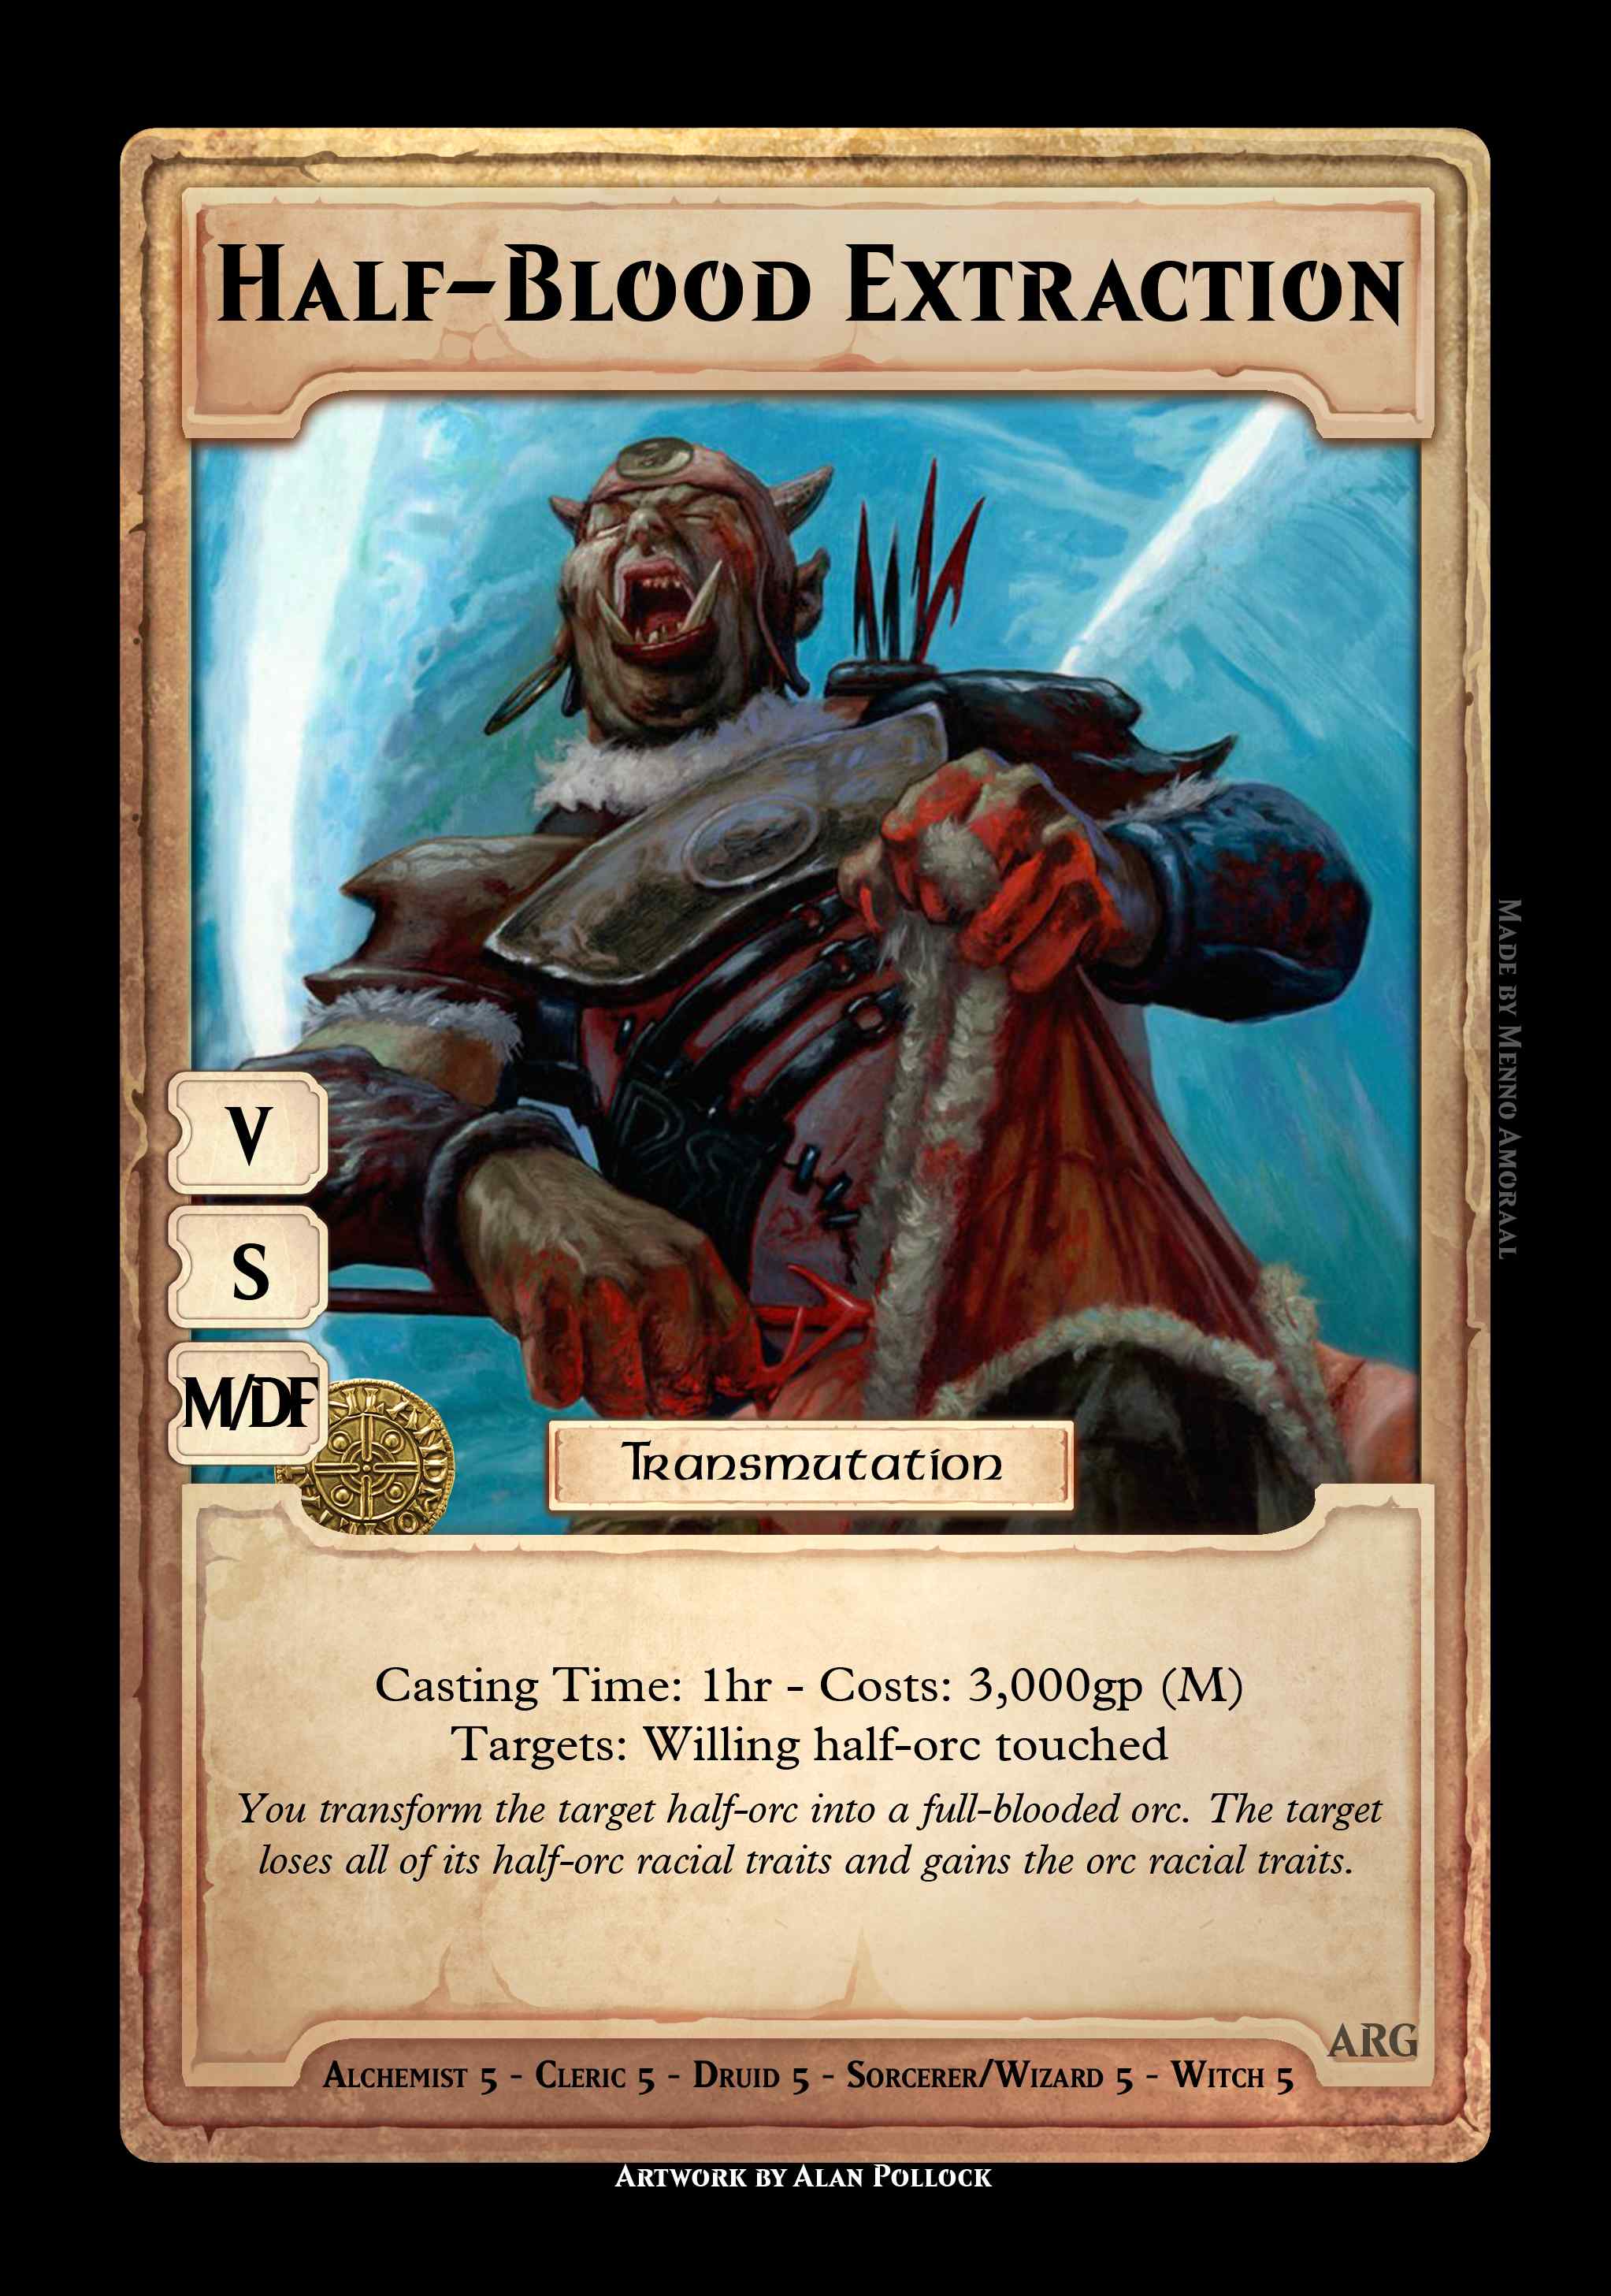 Half-Blood Extraction
V
S
M/DF
Transmutation
Casting Time: 1hr - Costs: 3,000gp (M)
Targets: Willing half-orc touched
You transform the target half-orc into a full-blooded orc. The target
loses all of its half-orc racial traits and gains the orc racial traits.
ARG
Alchemist 5 - Cleric 5 - Druid 5 - Sorcerer/Wizard 5 - Witch 5
Artwork by Alan Pollock
Made by Menno Amoraal